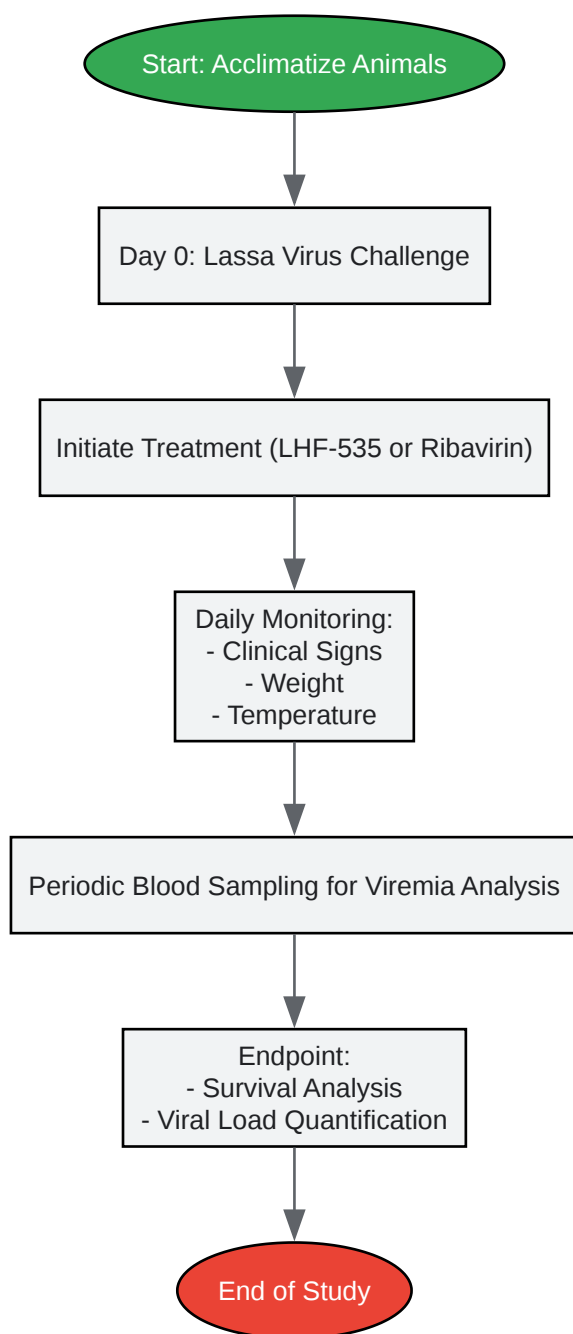 Start: Acclimatize Animals
Day 0: Lassa Virus Challenge
Initiate Treatment (LHF-535 or Ribavirin)
Daily Monitoring:
- Clinical Signs
- Weight
- Temperature
Periodic Blood Sampling for Viremia Analysis
Endpoint:
- Survival Analysis
- Viral Load Quantification
End of Study